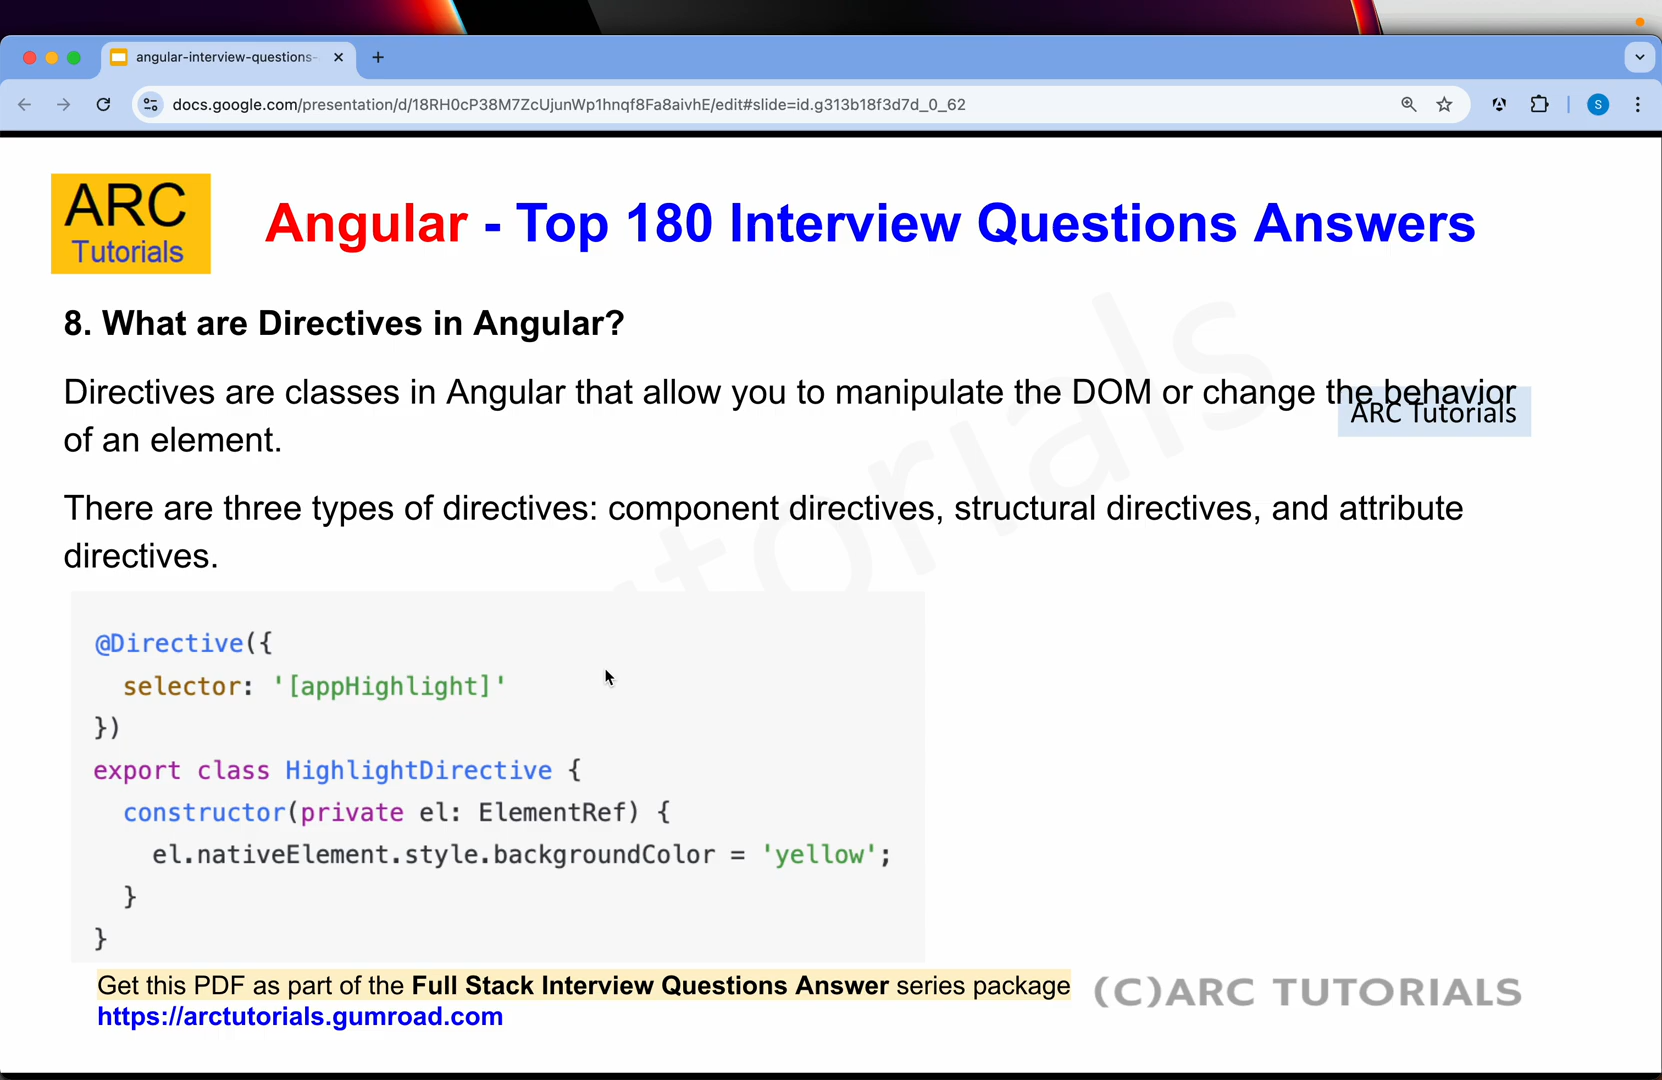 angular-interview-questions-
docs.google.com/presentation/d/18RH0cP38M7ZcUjunWp1hnqf8Fa8aivhE/edit#slide=id.g313b18f3d7d_0_62
S
ARC
Tutorials
Angular - Top 180 Interview Questions Answers
8. What are Directives in Angular?
Directives are classes in Angular that allow you to manipulate the DOM or change the behavior
ARC Tutorials
of an element.
There are three types of directives: component directives, structural directives, and attribute
directives.
torials
@Directive({
  selector: '[appHighlight]'
})
export class HighlightDirective {
  constructor(private el: ElementRef) {
    el.nativeElement.style.backgroundColor = 'yellow';
  }
}
Get this PDF as part of the Full Stack Interview Questions Answer series package
https://arctutorials.gumroad.com
(C)ARC TUTORIALS